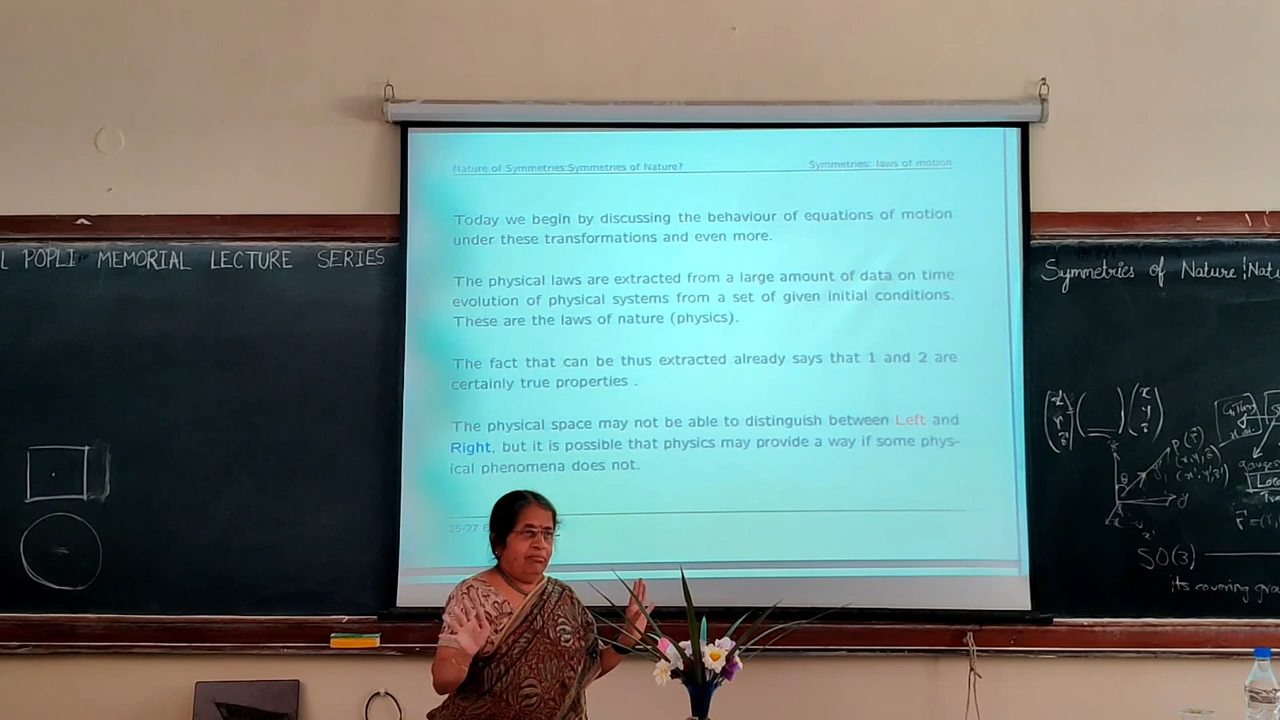 L POPLI MEMORIAL LECTURE SERIES
Nature of Symmetries:Symmetries of Nature? Symmetries: laws of motion
Today we begin by discussing the behaviour of equations of motion
under these transformations and even more.
The physical laws are extracted from a large amount of data on time
evolution of physical systems from a set of given initial conditions.
These are the laws of nature (physics).
The fact that can be thus extracted already says that 1 and 2 are
certainly true properties .
The physical space may not be able to distinguish between Left and
Right, but it is possible that physics may provide a way if some phys-
ical phenomena does not.
25-27
Symmetries of Nature
x
y
z
P(r⃗)
SO(3)
its covering